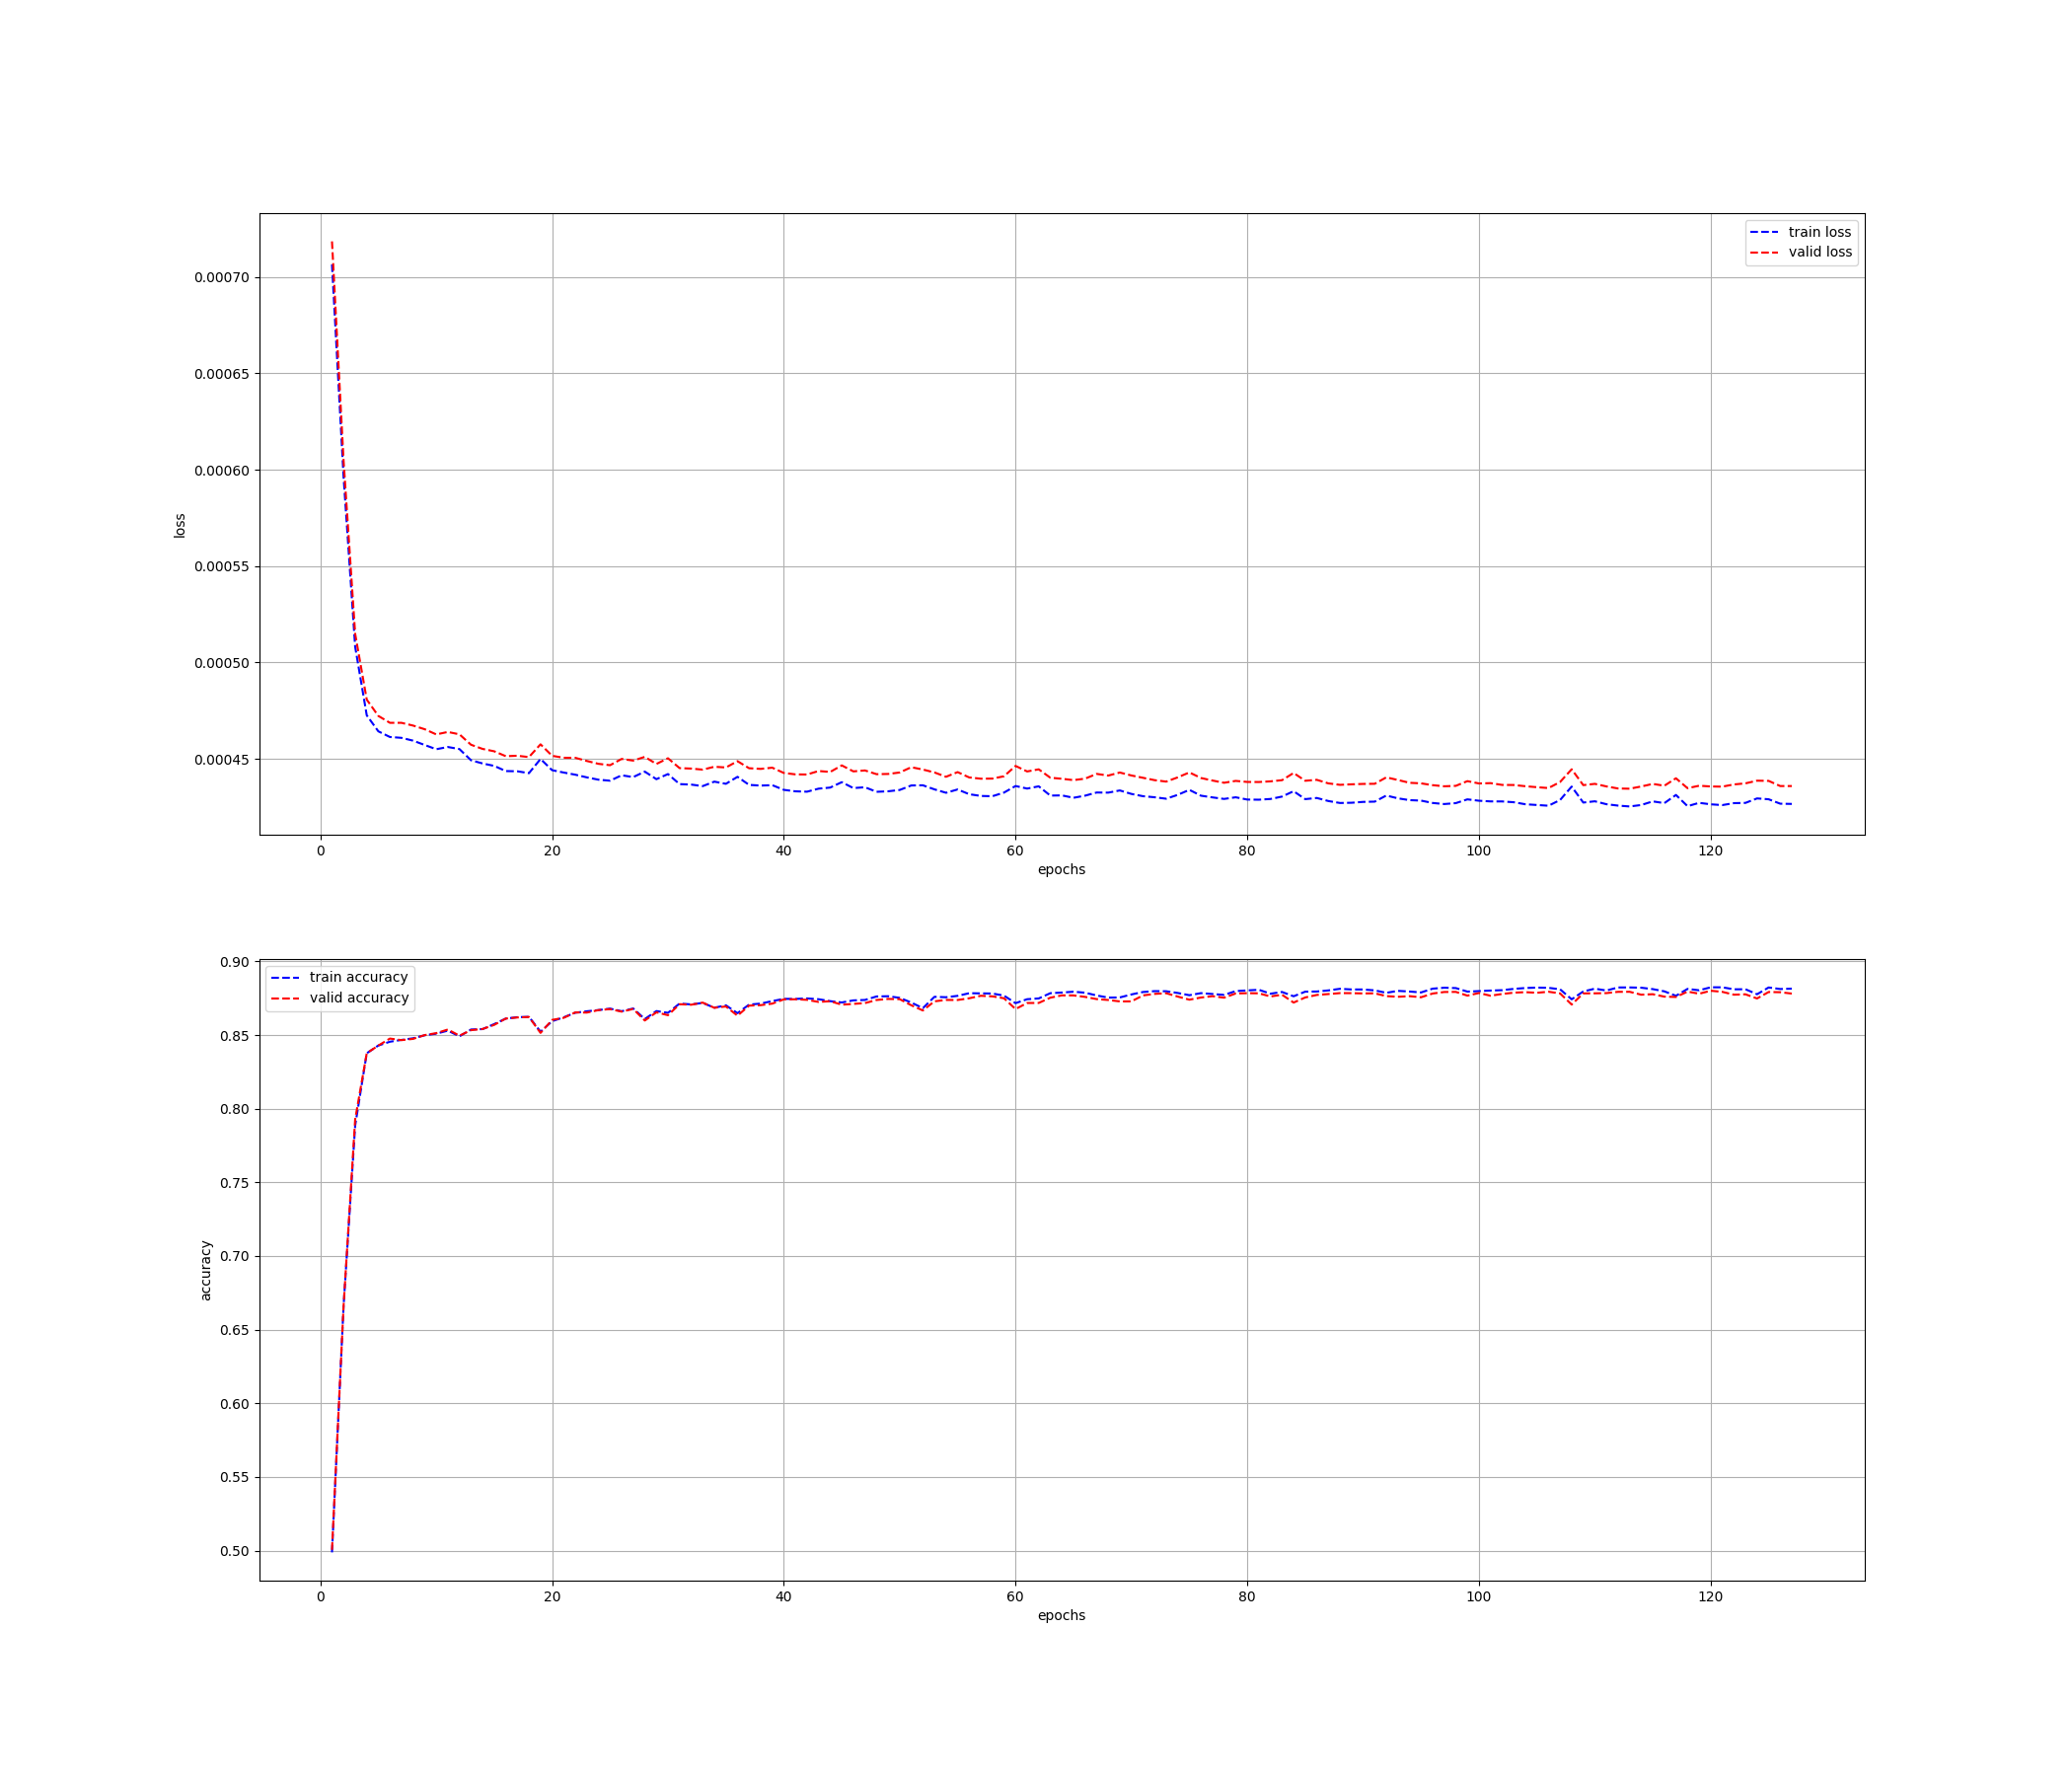 train loss
valid loss
0.00070
0.00065
0.00060
0.00055
0.00050
0.00045
loss
0 20 40 60 80 100 120
epochs
train accuracy
valid accuracy
0.90
0.85
0.80
0.75
0.70
0.65
0.60
0.55
0.50
accuracy
0 20 40 60 80 100 120
epochs